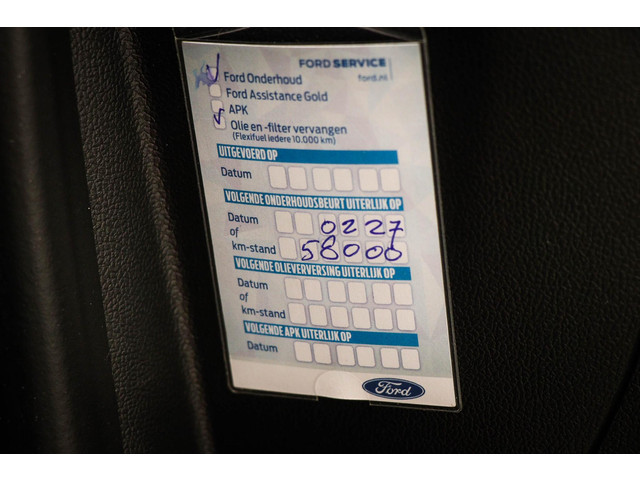 FORD SERVICE
Ford Onderhoud
ford.nl
Ford Assistance Gold
APK
Olie en -filter vervangen
(Flexifuel iedere 10.000 km)
UITGEVOERD OP
Datum
VOLGENDE ONDERHOUDSBEURT UITERLIJK OP
Datum 0227
of
km-stand 58000
VOLGENDE OLIEVERVERSING UITERLIJK OP
Datum
of
km-stand
VOLGENDE APK UITERLIJK OP
Datum
Ford